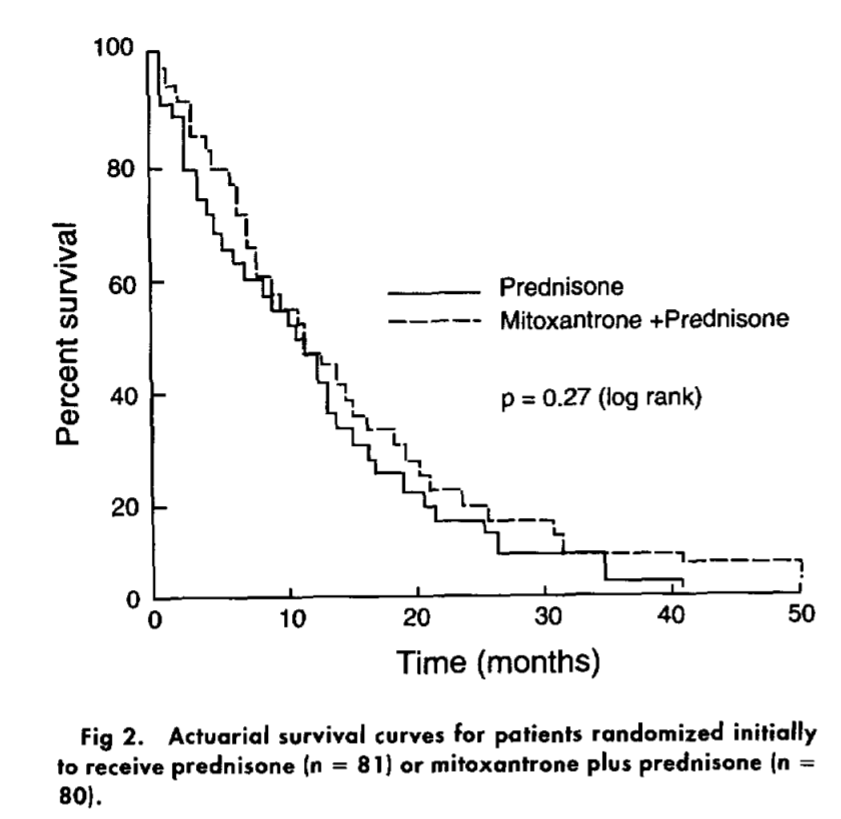 100
80
60
40
20
0
Percent survival
Prednisone
Mitoxantrone +Prednisone
p = 0.27 (log rank)
0 10 20 30 40 50
Time (months)
Fig 2. Actuarial survival curves for patients randomized initially
to receive prednisone (n = 81) or mitoxantrone plus prednisone (n =
80).